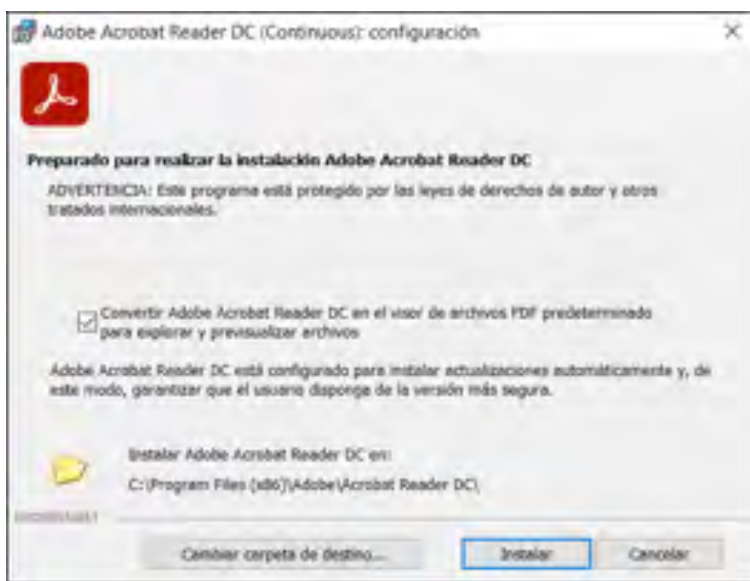 Adobe Acrobat Reader DC (Continuous): configuración
Preparado para realizar la instalación Adobe Acrobat Reader DC
ADVERTENCIA: Este programa está protegido por las leyes de derechos de autor y otros
tratados internacionales.
Convertir Adobe Acrobat Reader DC en el visor de archivos PDF predeterminado
para explorar y previsualizar archivos
Adobe Acrobat Reader DC está configurado para instalar actualizaciones automáticamente y, de
este modo, garantizar que el usuario disponga de la versión más segura.
Instalar Adobe Acrobat Reader DC en:
C:\Program Files (x86)\Adobe\Acrobat Reader DC\
Cambiar carpeta de destino... Instalar Cancelar